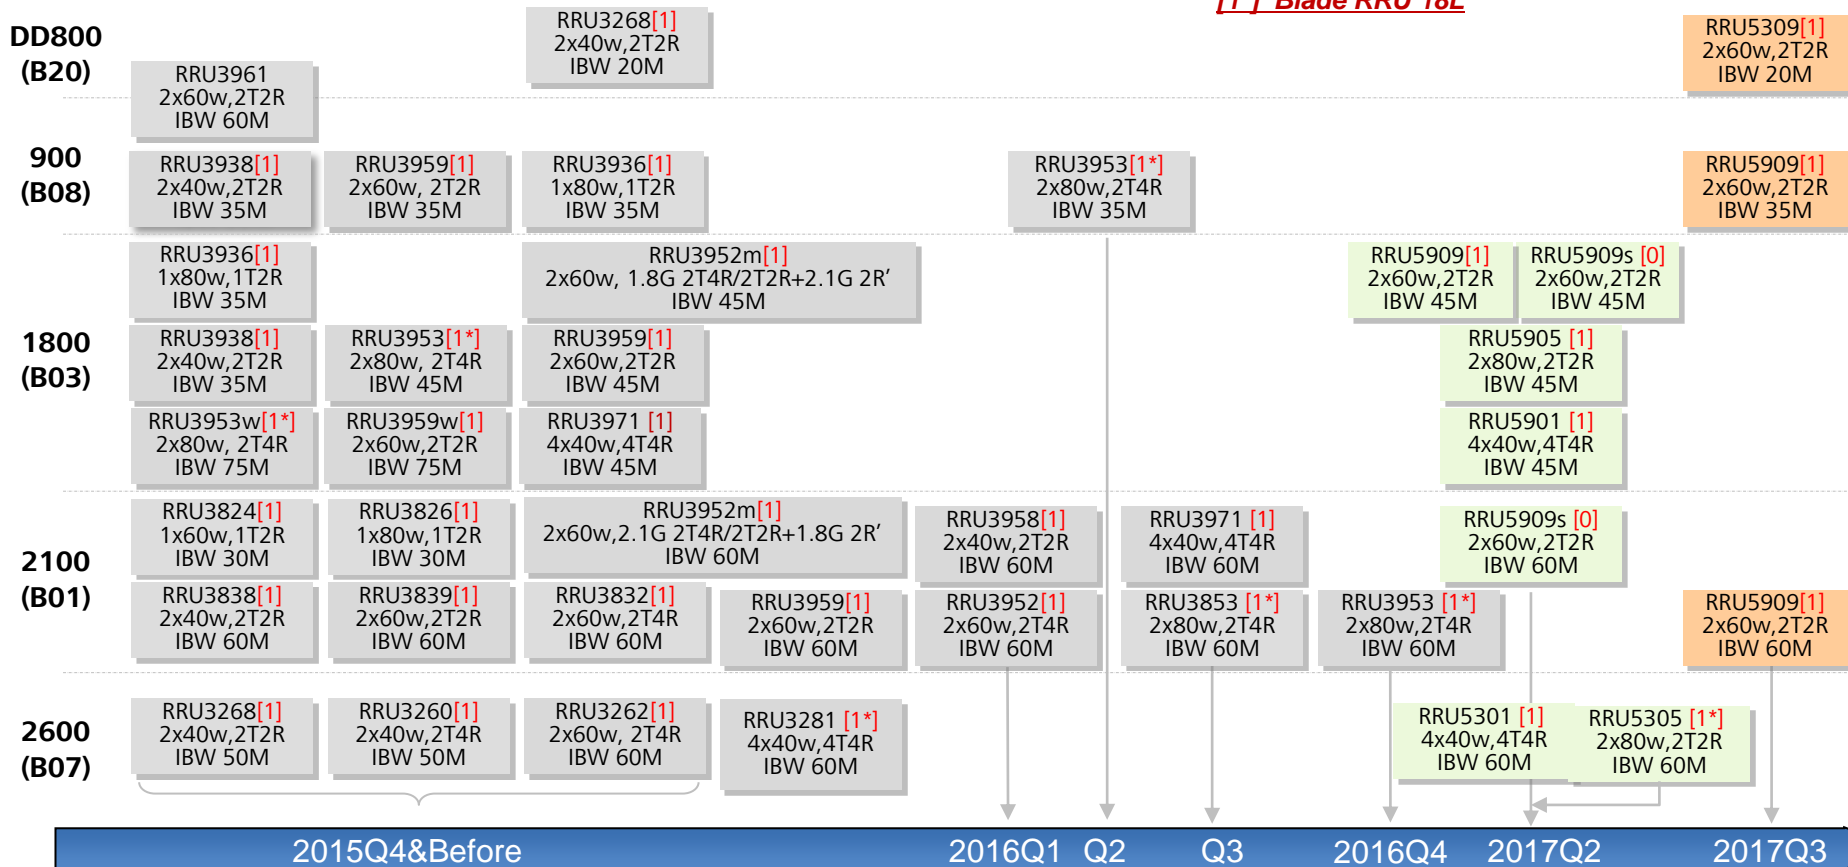 [1*] Blade RRU 18L
DD800
(B20)
RRU3268[1]
2x40w,2T2R
IBW 20M
RRU5309[1]
2x60w,2T2R
IBW 20M
RRU3961
2x60w,2T2R
IBW 60M
900
(B08)
RRU3938[1]
2x40w,2T2R
IBW 35M
RRU3959[1]
2x60w, 2T2R
IBW 35M
RRU3936[1]
1x80w,1T2R
IBW 35M
RRU3953[1*]
2x80w,2T4R
IBW 35M
RRU5909[1]
2x60w,2T2R
IBW 35M
1800
(B03)
RRU3936[1]
1x80w,1T2R
IBW 35M
RRU3952m[1]
2x60w, 1.8G 2T4R/2T2R+2.1G 2R’
IBW 45M
RRU5909[1]
2x60w,2T2R
IBW 45M
RRU5909s [0]
2x60w,2T2R
IBW 45M
RRU3938[1]
2x40w,2T2R
IBW 35M
RRU3953[1*]
2x80w, 2T4R
IBW 45M
RRU3959[1]
2x60w,2T2R
IBW 45M
RRU5905 [1]
2x80w,2T2R
IBW 45M
RRU3953w[1*]
2x80w, 2T4R
IBW 75M
RRU3959w[1]
2x60w,2T2R
IBW 75M
RRU3971 [1]
4x40w,4T4R
IBW 45M
RRU5901 [1]
4x40w,4T4R
IBW 45M
2100
(B01)
RRU3824[1]
1x60w,1T2R
IBW 30M
RRU3826[1]
1x80w,1T2R
IBW 30M
RRU3952m[1]
2x60w,2.1G 2T4R/2T2R+1.8G 2R’
IBW 60M
RRU3958[1]
2x40w,2T2R
IBW 60M
RRU3971 [1]
4x40w,4T4R
IBW 60M
RRU5909s [0]
2x60w,2T2R
IBW 60M
RRU3838[1]
2x40w,2T2R
IBW 60M
RRU3839[1]
2x60w,2T2R
IBW 60M
RRU3832[1]
2x60w,2T4R
IBW 60M
RRU3959[1]
2x60w,2T2R
IBW 60M
RRU3952[1]
2x60w,2T4R
IBW 60M
RRU3853 [1*]
2x80w,2T4R
IBW 60M
RRU3953 [1*]
2x80w,2T4R
IBW 60M
RRU5909[1]
2x60w,2T2R
IBW 60M
2600
(B07)
RRU3268[1]
2x40w,2T2R
IBW 50M
RRU3260[1]
2x40w,2T4R
IBW 50M
RRU3262[1]
2x60w, 2T4R
IBW 60M
RRU3281 [1*]
4x40w,4T4R
IBW 60M
RRU5301 [1]
4x40w,4T4R
IBW 60M
RRU5305 [1*]
2x80w,2T2R
IBW 60M
2015Q4&Before
2016Q1
Q2
Q3
2016Q4
2017Q2
2017Q3